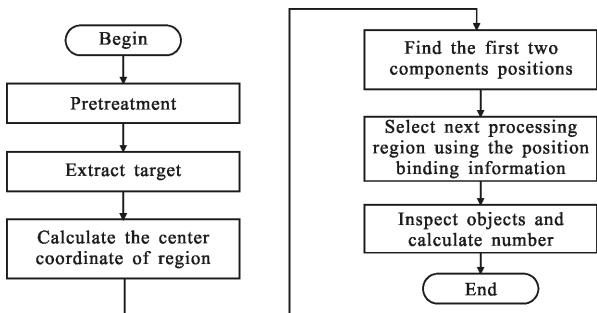 Begin
Pretreatment
Extract target
Calculate the center
coordinate of region
Find the first two
components positions
Select next processing
region using the position
binding information
Inspect objects and
calculate number
End